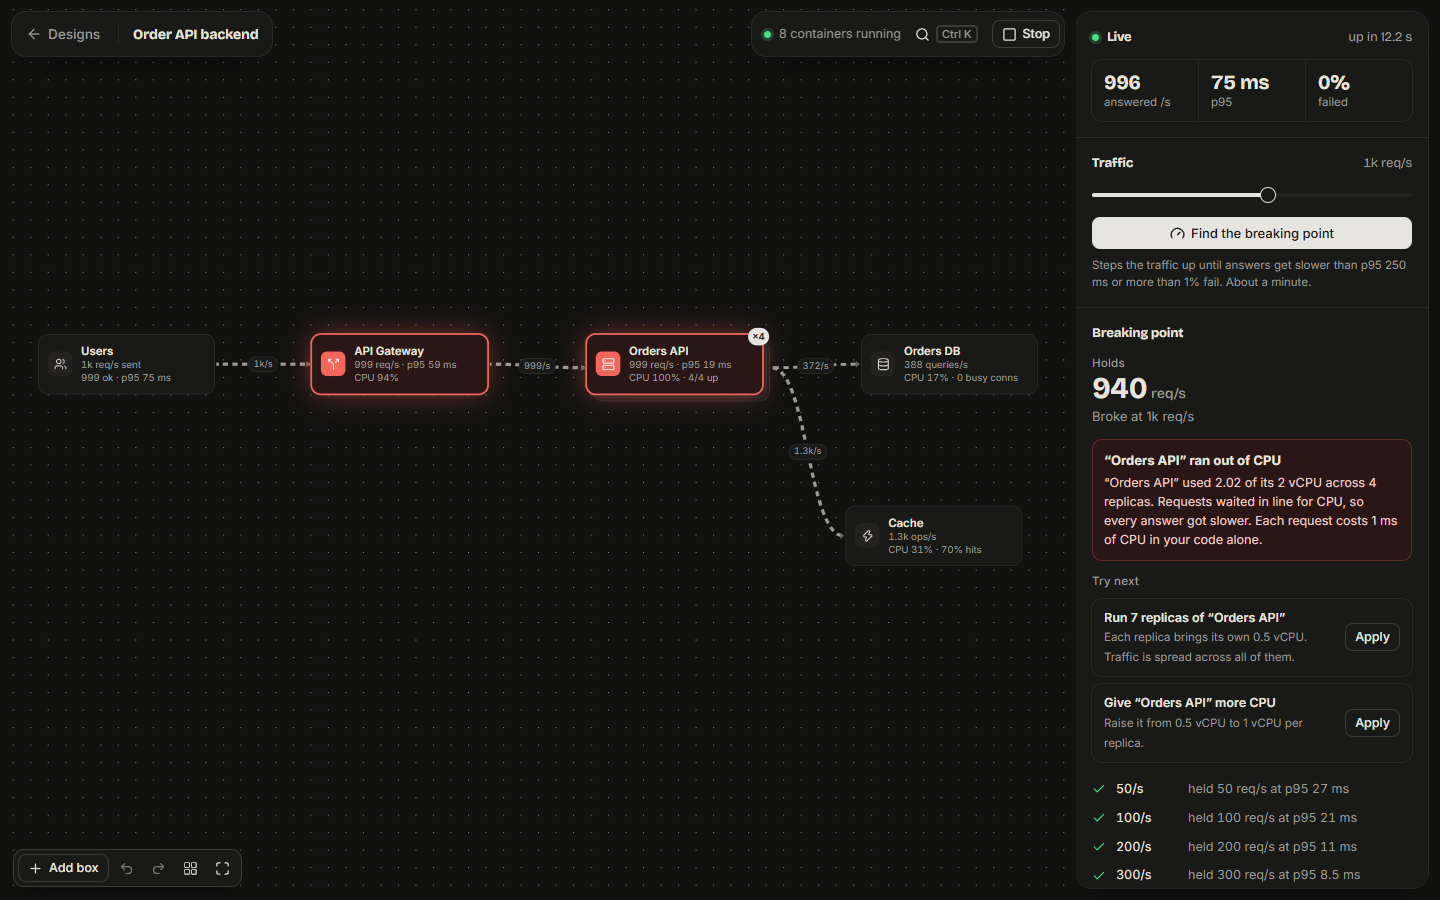 Designs
Order API backend
8 containers running
Ctrl K
Stop
Live
up in 12.2 s
996
answered /s
75 ms
p95
0%
failed
Traffic
1k req/s
Find the breaking point
Steps the traffic up until answers get slower than p95 250
ms or more than 1% fail. About a minute.
Breaking point
Holds
940 req/s
Broke at 1k req/s
“Orders API” ran out of CPU
“Orders API” used 2.02 of its 2 vCPU across 4
replicas. Requests waited in line for CPU, so
every answer got slower. Each request costs 1 ms
of CPU in your code alone.
Try next
Run 7 replicas of “Orders API”
Each replica brings its own 0.5 vCPU.
Traffic is spread across all of them.
Apply
Give “Orders API” more CPU
Raise it from 0.5 vCPU to 1 vCPU per
replica.
Apply
50/s held 50 req/s at p95 27 ms
100/s held 100 req/s at p95 21 ms
200/s held 200 req/s at p95 11 ms
300/s held 300 req/s at p95 8.5 ms
Users
1k req/s sent
999 ok · p95 75 ms
1k/s
API Gateway
999 req/s · p95 59 ms
CPU 94%
999/s
×4
Orders API
999 req/s · p95 19 ms
CPU 100% · 4/4 up
372/s
Orders DB
388 queries/s
CPU 17% · 0 busy conns
1.3k/s
Cache
1.3k ops/s
CPU 31% · 70% hits
Add box